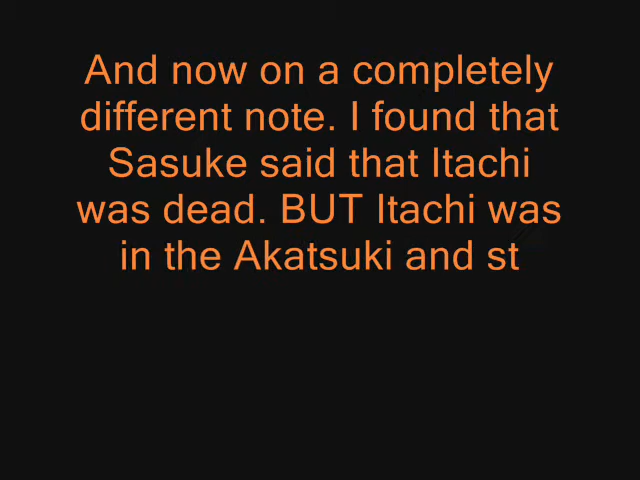 And now on a completely
different note. I found that
Sasuke said that Itachi
was dead. BUT Itachi was
in the Akatsuki and st